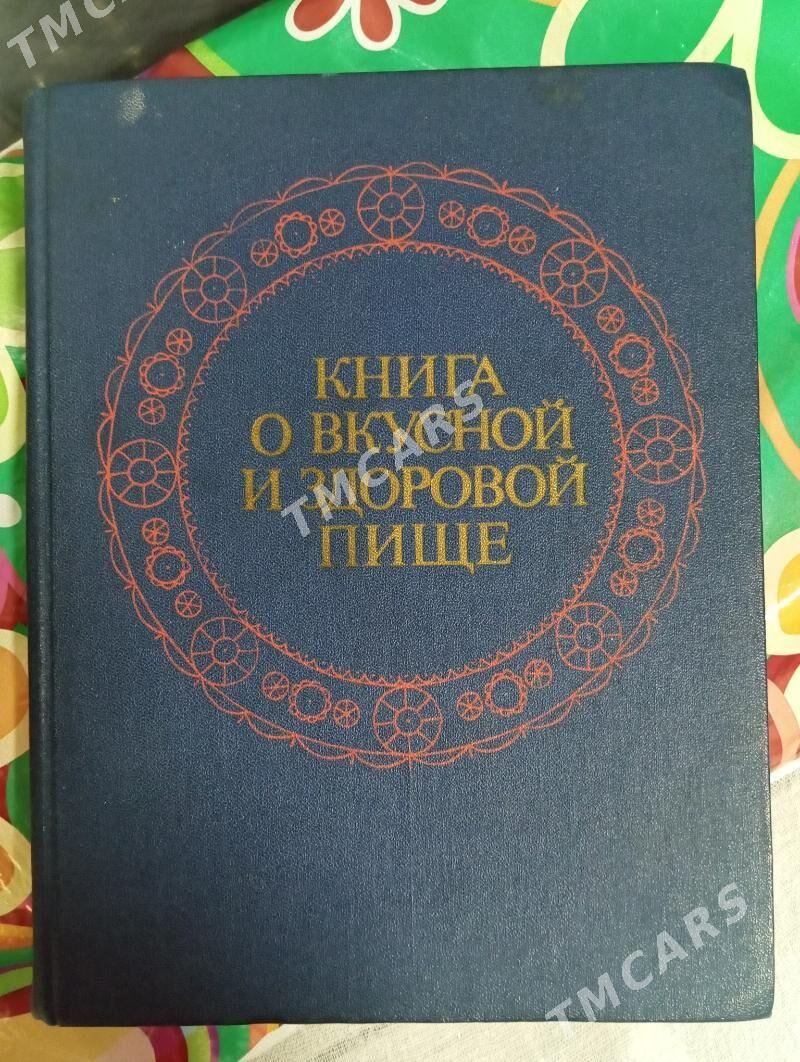 TMCARS
КНИГА
О ВКУСНОЙ
И ЗДОРОВОЙ
ПИЩЕ
TMCARS
TMCARS